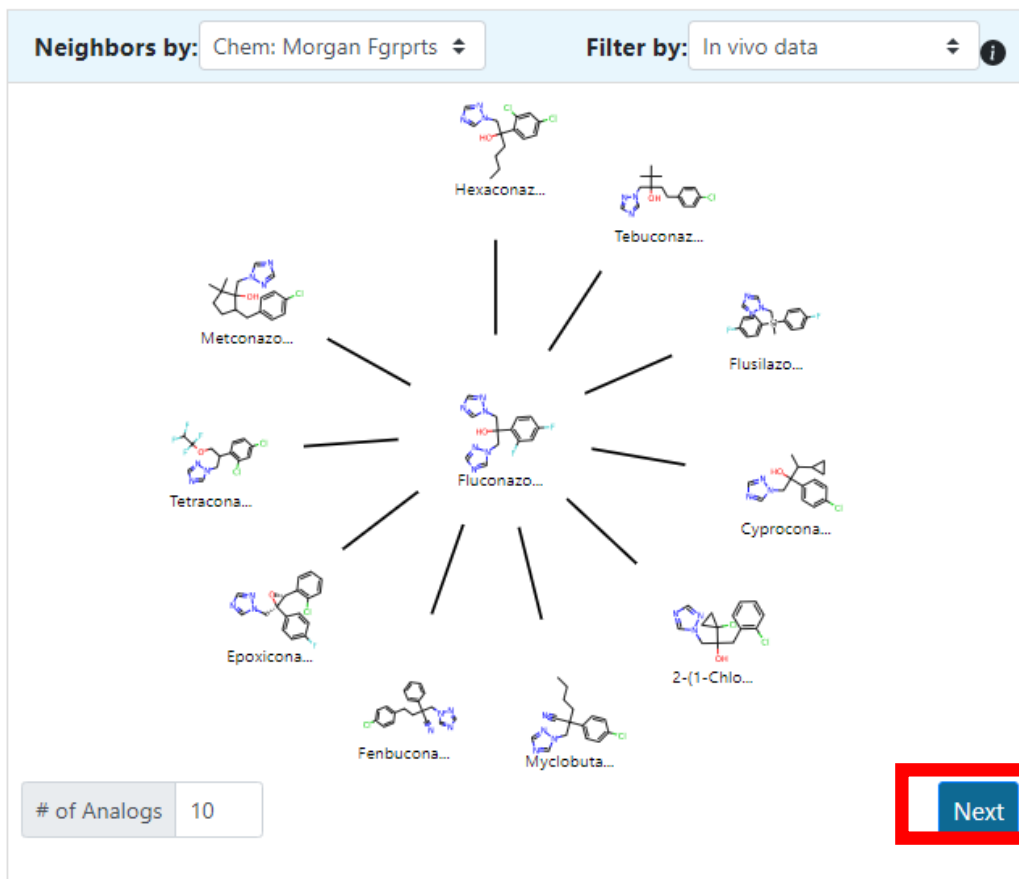 Neighbors by: Chem: Morgan Fgrprts Filter by: In vivo data i
Hexaconaz...
Tebuconaz...
Metconazo...
Flusilazo...
Fluconazo...
Tetracona...
Cyprocona...
Epoxicona...
2-(1-Chlo...
Fenbucona...
Myclobuta...
# of Analogs 10
Next